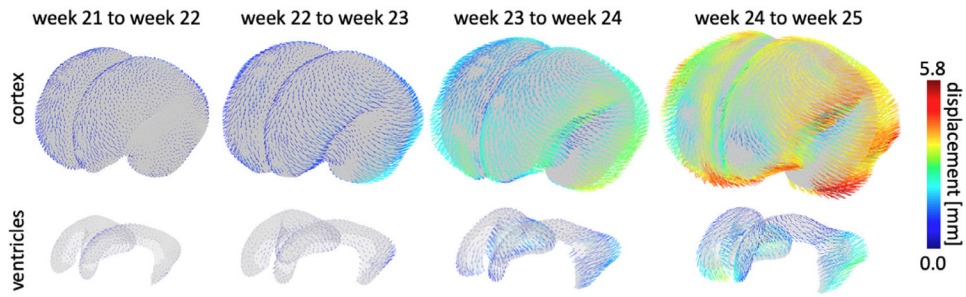 week 21 to week 22
week 22 to week 23
week 23 to week 24
week 24 to week 25
cortex
ventricles
5.8
displacement [mm]
0.0